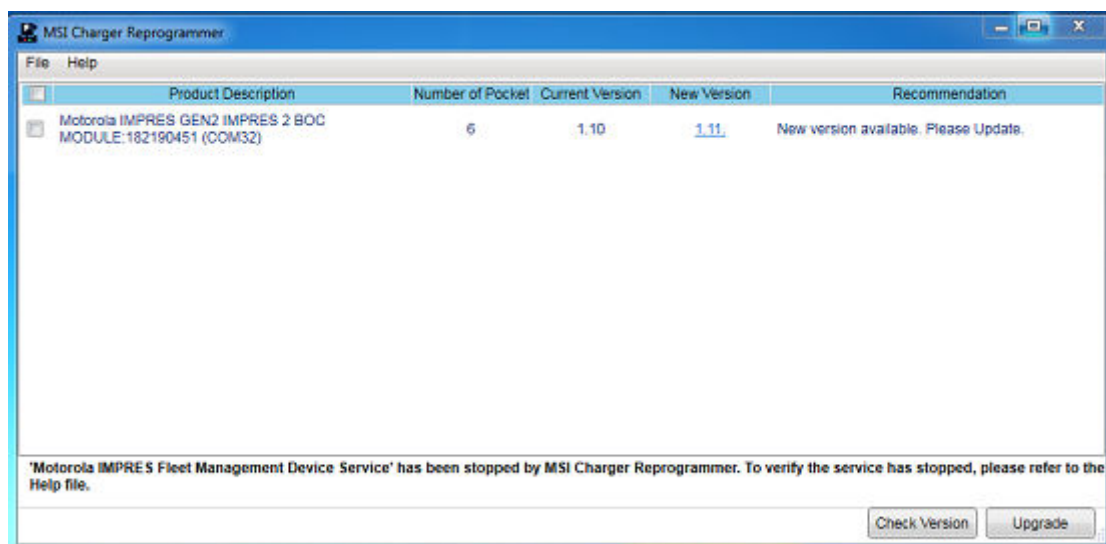 MSI Charger Reprogrammer
File Help
Product Description Number of Pocket Current Version New Version Recommendation
Motorola IMPRES GEN2 IMPRES 2 BOC
MODULE:182190451 (COM32) 6 1.10 1.11. New version available. Please Update.
'Motorola IMPRES Fleet Management Device Service' has been stopped by MSI Charger Reprogrammer. To verify the service has stopped, please refer to the
Help file.
Check Version Upgrade